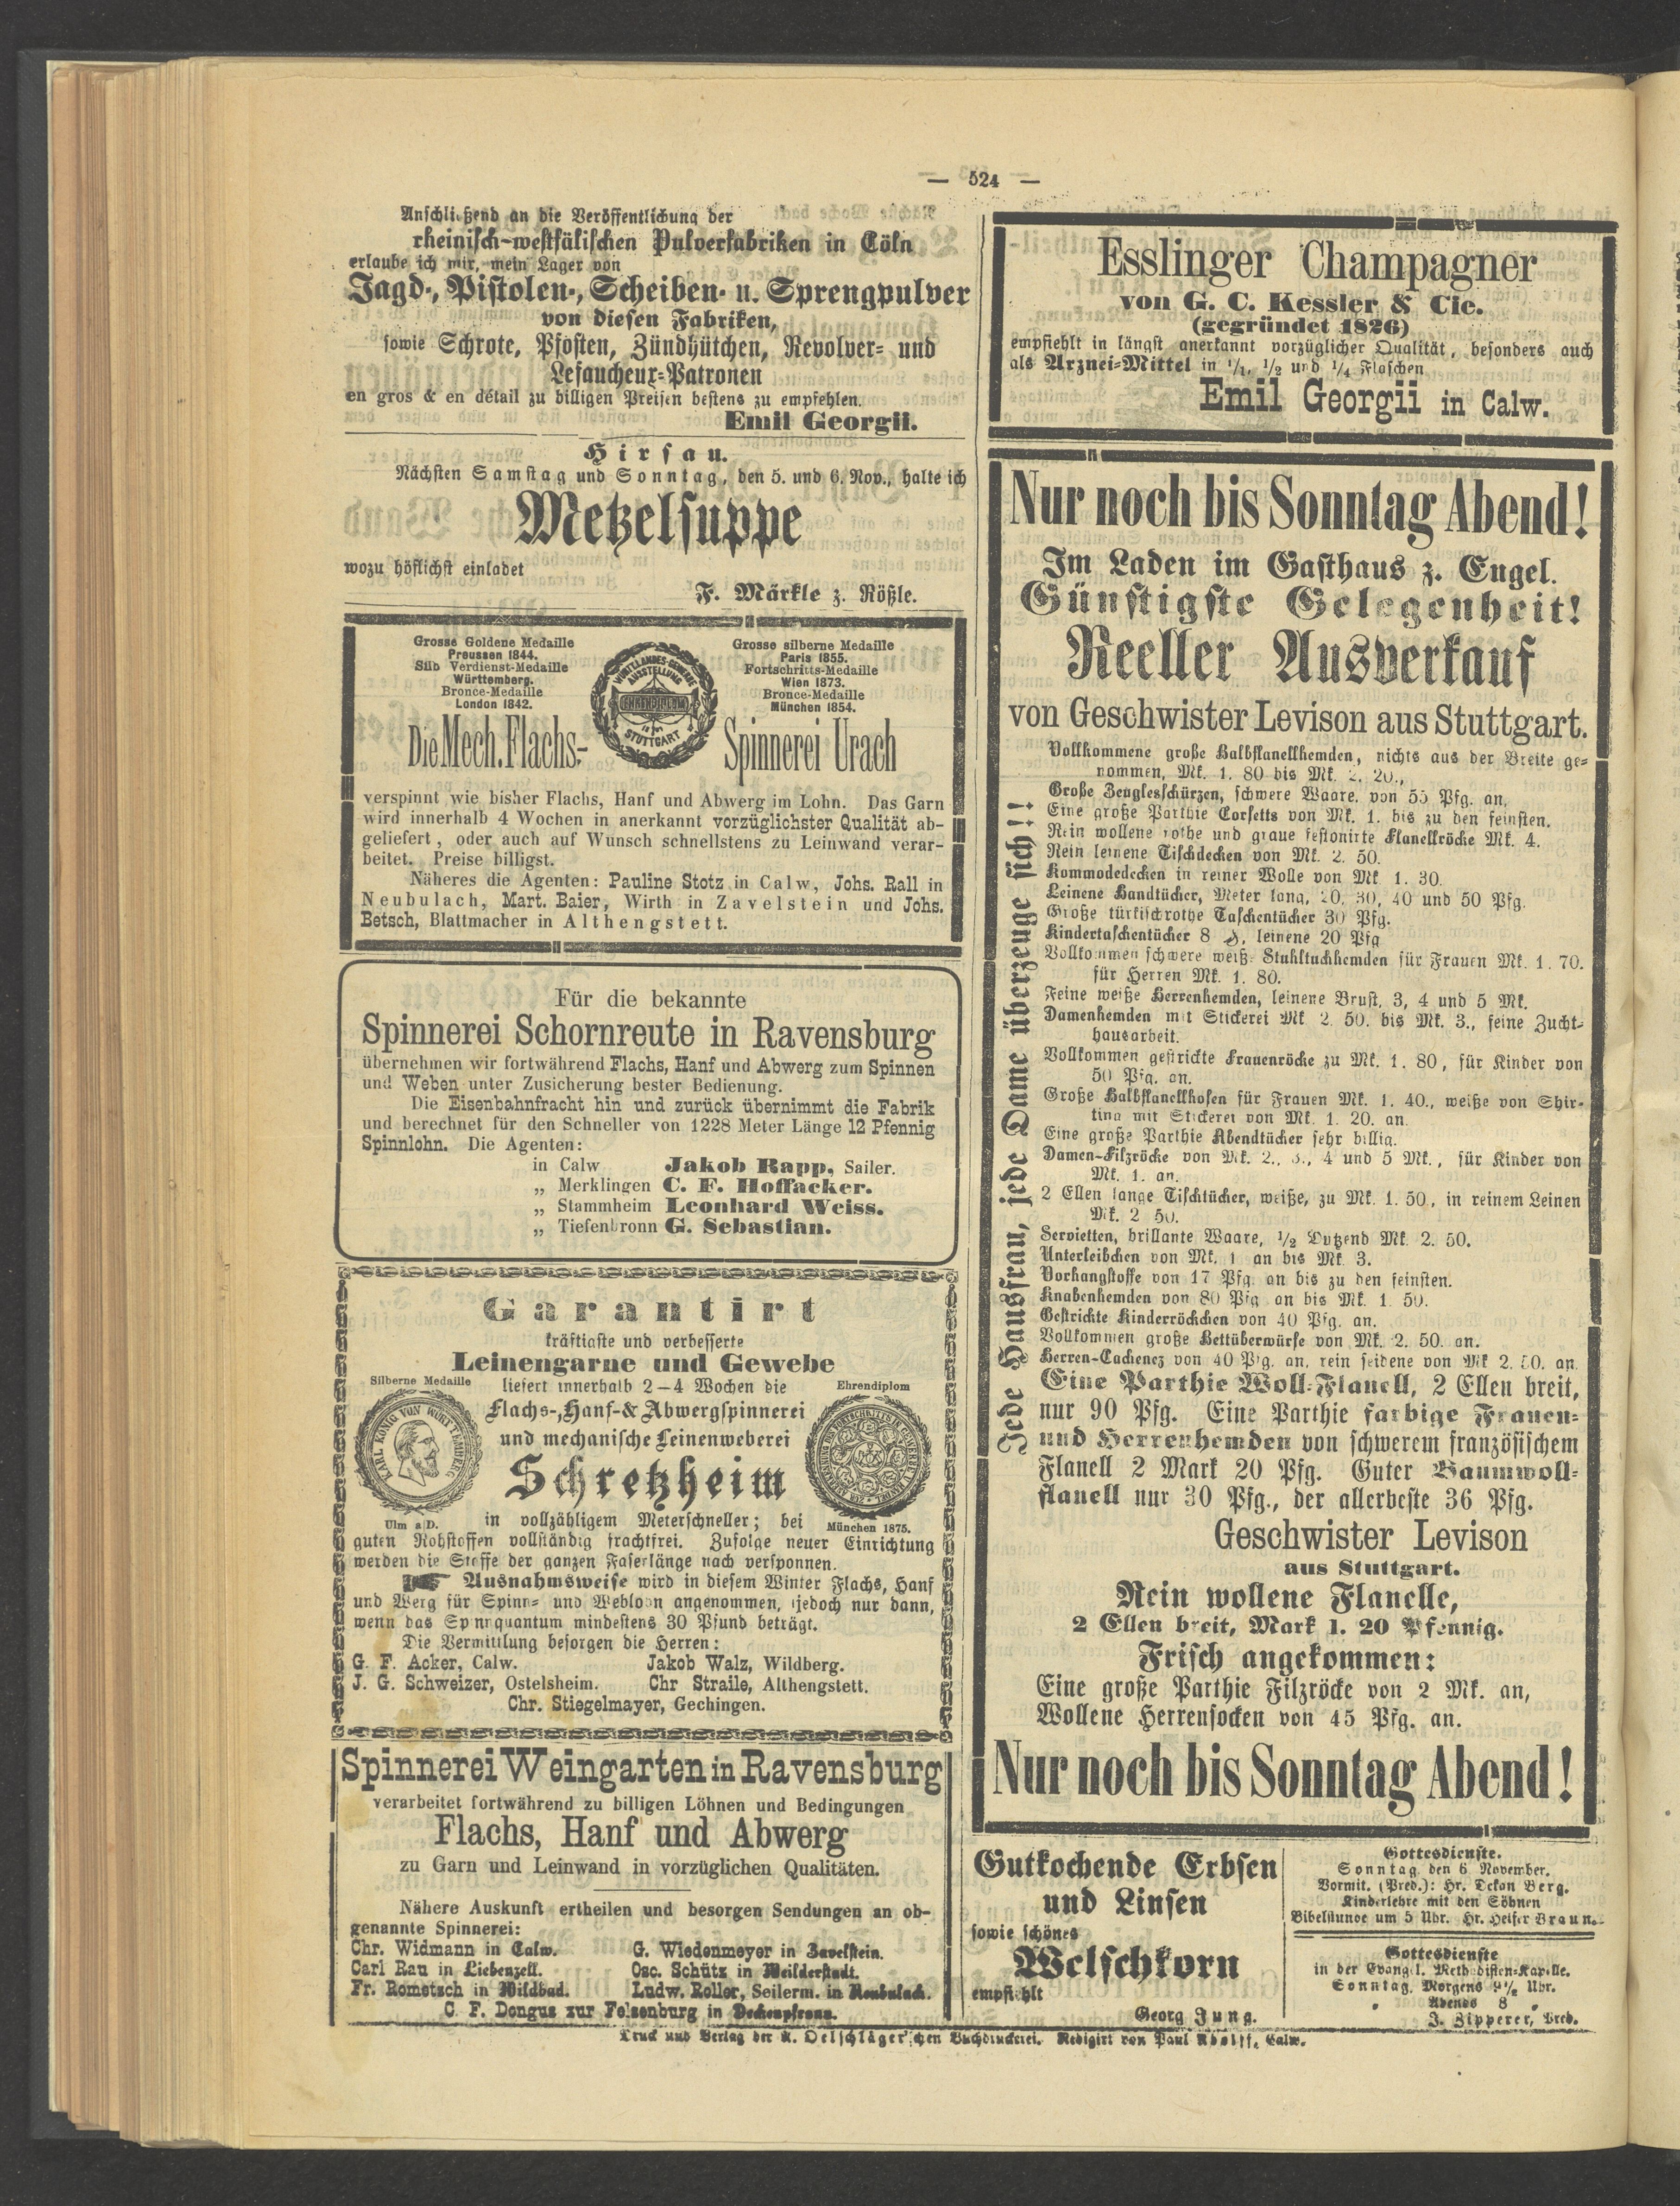 — 524 —
Anschließend an die Veröffentlichung der
rheinisch-westfälischen Pulverfabriken in Cöln
erlaube ich mir, mein Lager von
Jagd-, Pistolen-, Scheiben- u. Sprengpulver
von diesen Fabriken,
sowie Schrote, Pfosten, Zündhütchen, Revolver- und
Lefaucheux-Patronen
en gros & en détail zu billigen Preisen bestens zu empfehlen.
Emil Georgii.
Hirsau.
Nächsten Samstag und Sonntag, den 5. und 6. Nov., halte ich
Metzelsuppe
wozu höflichst einladet
F. Märkle z. Rößle.
Grosse Goldene Medaille
Preussen 1844.
Silb Verdienst-Medaille
Württemberg.
Bronce-Medaille
London 1842.
WÜRTT. LANDES-GEWERBE
AUSSTELLUNG
EHRENDIPLOM
in
STUTTGART
Grosse silberne Medaille
Paris 1855.
Fortschritts-Medaille
Wien 1873.
Bronce-Medaille
München 1854.
Die Mech. Flachs- Spinnerei Urach
verspinnt wie bisher Flachs, Hanf und Abwerg im Lohn. Das Garn
wird innerhalb 4 Wochen in anerkannt vorzüglichster Qualität ab-
geliefert, oder auch auf Wunsch schnellstens zu Leinwand verar-
beitet. Preise billigst.
Näheres die Agenten: Pauline Stotz in Calw, Johs. Rall in
Neubulach, Mart. Baier, Wirth in Zavelstein und Johs.
Betsch, Blattmacher in Althengstett.
Für die bekannte
Spinnerei Schornreute in Ravensburg
übernehmen wir fortwährend Flachs, Hanf und Abwerg zum Spinnen
und Weben unter Zusicherung bester Bedienung.
Die Eisenbahnfracht hin und zurück übernimmt die Fabrik
und berechnet für den Schneller von 1228 Meter Länge 12 Pfennig
Spinnlohn. Die Agenten:
in Calw Jakob Rapp, Sailer.
„ Merklingen C. F. Hoffacker.
„ Stammheim Leonhard Weiss.
„ Tiefenbronn G. Sebastian.
Garantirt
kräftigste und verbesserte
Leinengarne und Gewebe
Silberne Medaille
liefert innerhalb 2—4 Wochen die
Ehrendiplom
Flachs-, Hanf- & Abwergspinnerei
und mechanische Leinenweberei
KARL KÖNIG VON WÜRTTEMBERG
Schretzheim
Ulm a|D.
in vollzähligem Meterschneller; bei
München 1875.
guten Rohstoffen vollständig frachtfrei. Zufolge neuer Einrichtung
werden die Stoffe der ganzen Faserlänge nach versponnen.
☛ Ausnahmsweise wird in diesem Winter Flachs, Hanf
und Werg für Spinn- und Weblohn angenommen, jedoch nur dann,
wenn das Spinnquantum mindestens 30 Pfund beträgt.
Die Vermittlung besorgen die Herren:
G. F. Acker, Calw. Jakob Walz, Wildberg.
J. G. Schweizer, Ostelsheim. Chr Straile, Althengstett.
Chr. Stiegelmayer, Gechingen.
Spinnerei Weingarten in Ravensburg
verarbeitet fortwährend zu billigen Löhnen und Bedingungen
Flachs, Hanf und Abwerg
zu Garn und Leinwand in vorzüglichen Qualitäten.
Nähere Auskunft ertheilen und besorgen Sendungen an ob-
genannte Spinnerei:
Chr. Widmann in Calw. G. Wiedenmeyer in Zavelstein.
Carl Rau in Liebenzell. Osc. Schütz in Weilderstadt.
Fr. Rometsch in Wildbad. Ludw. Roller, Seilerm. in Neubulach.
C. F. Dongus zur Felsenburg in Deckenpfronn.
Esslinger Champagner
von G. C. Kessler & Cie.
(gegründet 1826)
empfiehlt in längst anerkannt vorzüglicher Qualität, besonders auch
als Arznei-Mittel in 1/1, 1/2 und 1/4 Flaschen
Emil Georgii in Calw.
Nur noch bis Sonntag Abend!
Im Laden im Gasthaus z. Engel.
Günstigste Gelegenheit!
Reeller Ausverkauf
von Geschwister Levison aus Stuttgart.
Jede Hausfrau, jede Dame überzeuge sich!!
Vollkommene große Halbflanellhemden, nichts aus der Breite ge-
nommen, Mk. 1. 80 bis Mk. 2. 20.,
Große Zeuglesschürzen, schwere Waare, von 55 Pfg. an,
Eine große Parthie Corsetts von Mk. 1. bis zu den feinsten.
Rein wollene rothe und graue festonirte Flanellröcke Mk. 4.
Rein leinene Tischdecken von Mk. 2. 50.
Kommodedecken in reiner Wolle von Mk 1. 30.
Leinene Handtücher, Meter lang, 20, 30, 40 und 50 Pfg.
Große türkischrothe Taschentücher 30 Pfg.
Kindertaschentücher 8 ₰, leinene 20 Pfg
Vollkommen schwere weiße Stuhltuchhemden für Frauen Mk. 1. 70.
für Herren Mk. 1. 80.
Feine weiße Herrenhemden, leinene Brust, 3, 4 und 5 Mk.
Damenhemden mit Stickerei Mk 2. 50. bis Mk. 3., feine Zucht-
hausarbeit.
Vollkommen gestrickte Frauenröcke zu Mk. 1. 80, für Kinder von
50 Pfg. an.
Große Halbflanellhosen für Frauen Mk. 1. 40., weiße von Shir-
ting mit Stickerei von Mk. 1. 20. an.
Eine große Parthie Abendtücher sehr billig.
Damen-Filzröcke von Mk. 2., 3., 4 und 5 Mk., für Kinder von
Mk. 1. an.
2 Ellen lange Tischtücher, weiße, zu Mk. 1. 50, in reinem Leinen
Mk. 2 50.
Servietten, brillante Waare, 1/2 Dutzend Mk. 2. 50.
Unterleibchen von Mk. 1 an bis Mk 3.
Vorhangstoffe von 17 Pfg. an bis zu den feinsten.
Knabenhemden von 80 Pfg an bis Mk. 1. 50.
Gestrickte Kinderröckchen von 40 Pfg. an.
Vollkommen große Bettüberwürfe von Mk. 2. 50. an.
Herren-Cachenez von 40 Pfg. an, rein seidene von Mk 2. 50. an.
Eine Parthie Woll-Flanell, 2 Ellen breit,
nur 90 Pfg. Eine Parthie farbige Frauen-
und Herrenhemden von schwerem französischem
Flanell 2 Mark 20 Pfg. Guter Baumwoll-
flanell nur 30 Pfg., der allerbeste 36 Pfg.
Geschwister Levison
aus Stuttgart.
Rein wollene Flanelle,
2 Ellen breit, Mark 1. 20 Pfennig.
Frisch angekommen:
Eine große Parthie Filzröcke von 2 Mk. an,
Wollene Herrensocken von 45 Pfg. an.
Nur noch bis Sonntag Abend!
Gutkochende Erbsen
und Linsen
sowie schönes
Welschkorn
empfiehlt
Georg Jung.
Gottesdienste.
Sonntag, den 6. November.
Vormit. (Pred.): Hr. Dekan Berg.
Kinderlehre mit den Söhnen
Bibelstunde um 5 Uhr. Hr. Helfer Braun.
Gottesdienste
in der Evangel. Methodisten-Kapelle.
Sonntag, Morgens 9 1/2 Uhr.
„ Abends 8 „
J. Zipperer, Pred.
Druck und Verlag der A. Oelschläger'schen Buchdruckerei. Redigirt von Paul Adolff, Calw.